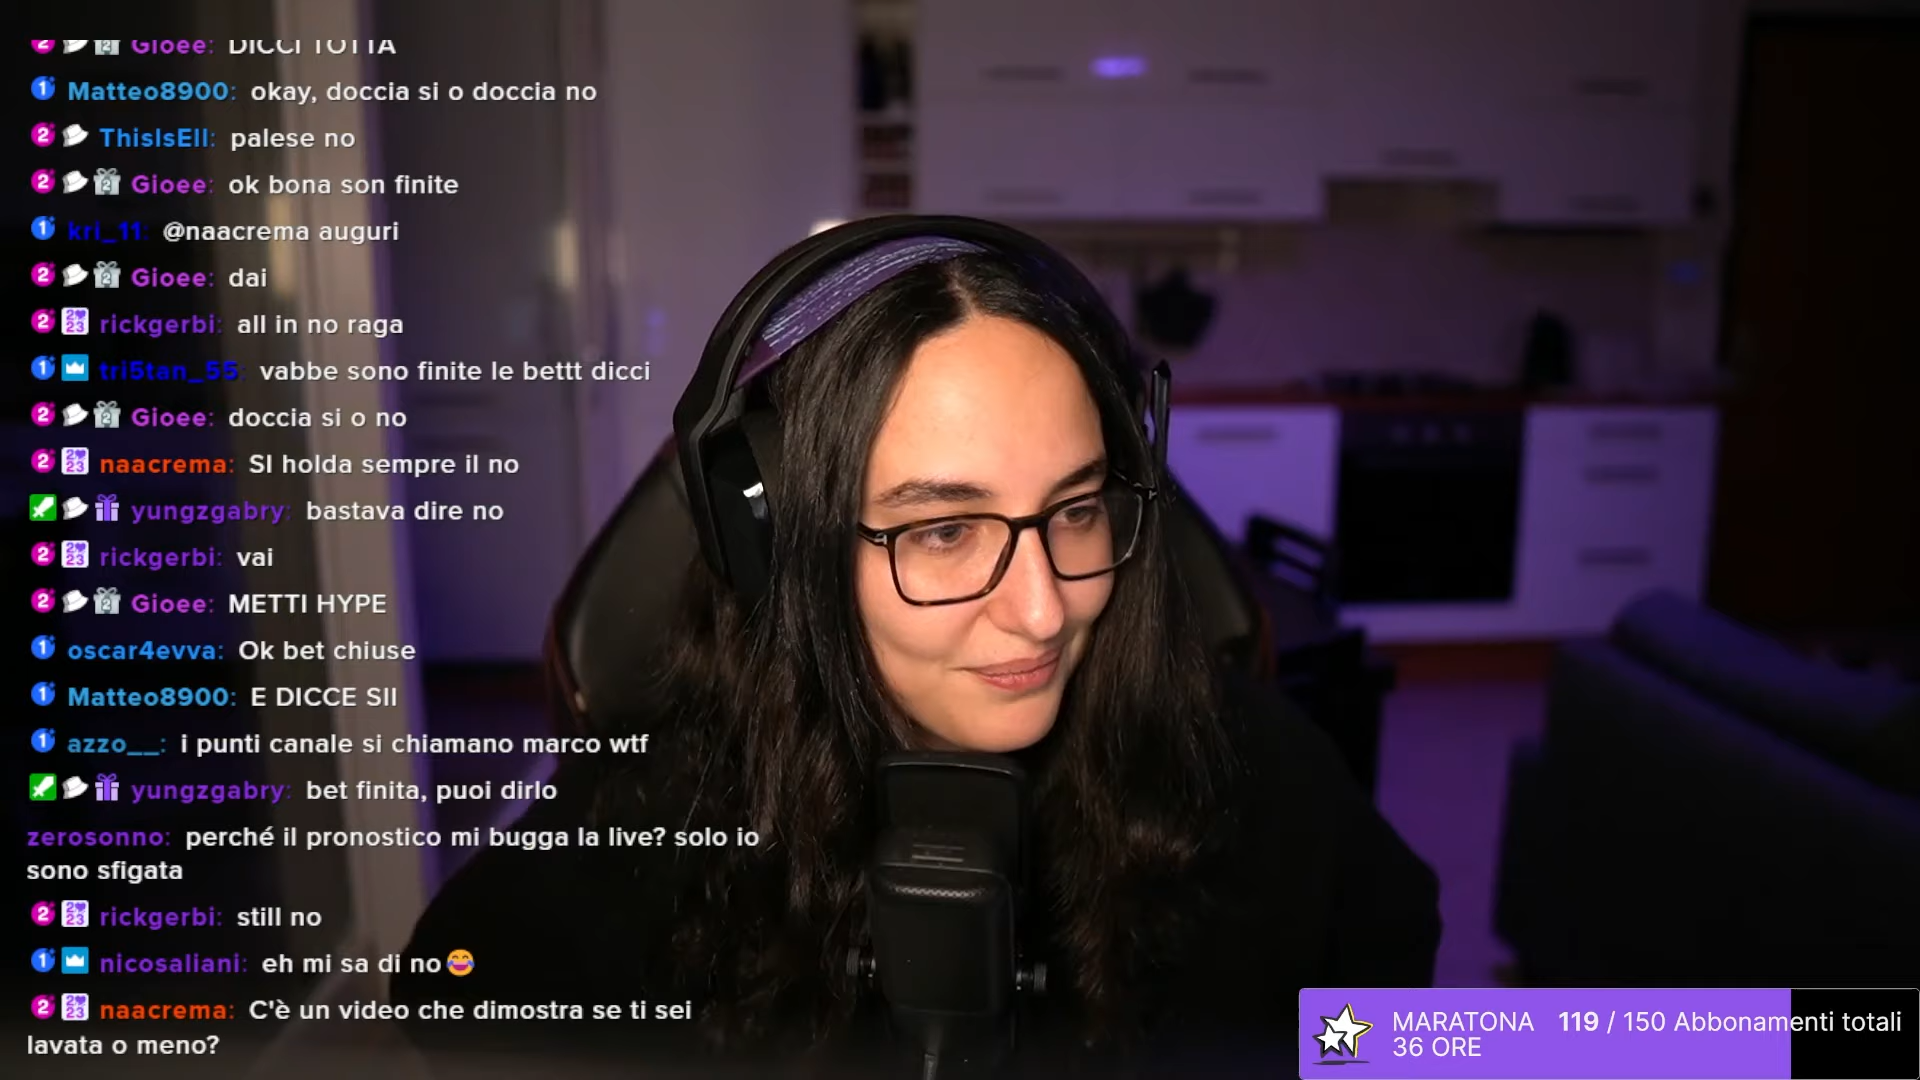 Gioee: DICCI TOTTA
Matteo8900: okay, doccia si o doccia no
ThisIsEll: palese no
Gioee: ok bona son finite
kri_11: @naacrema auguri
Gioee: dai
rickgerbi: all in no raga
tri5tan_55: vabbe sono finite le bettt dicci
Gioee: doccia si o no
naacrema: SI holda sempre il no
yungzgabry: bastava dire no
rickgerbi: vai
Gioee: METTI HYPE
oscar4evva: Ok bet chiuse
Matteo8900: E DICCE SII
azzo__: i punti canale si chiamano marco wtf
yungzgabry: bet finita, puoi dirlo
zerosonno: perché il pronostico mi bugga la live? solo io
sono sfigata
rickgerbi: still no
nicosaliani: eh mi sa di no😂
naacrema: C'è un video che dimostra se ti sei
lavata o meno?
MARATONA 119 / 150 Abbonamenti totali
36 ORE